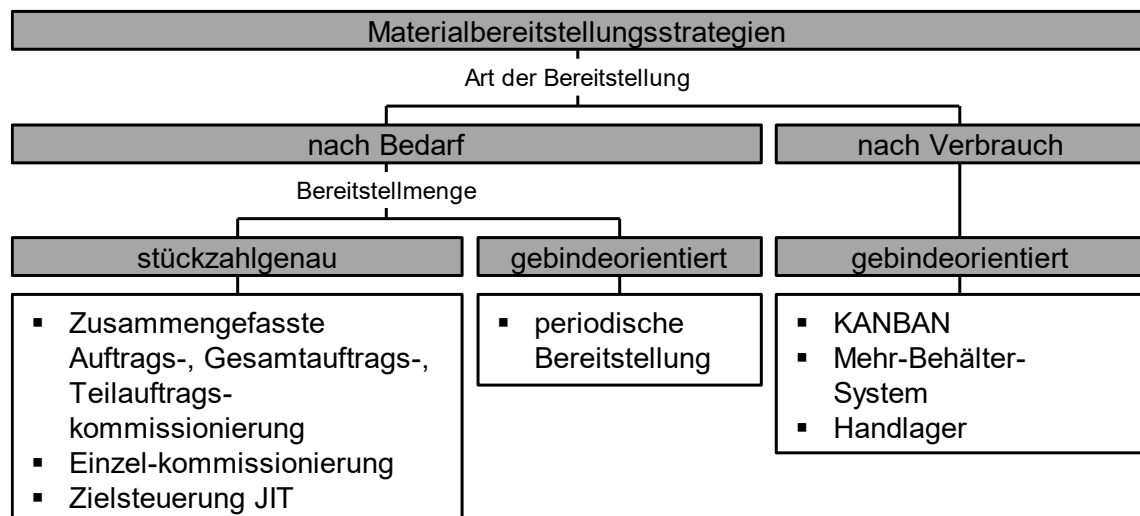 Materialbereitstellungsstrategien
Art der Bereitstellung
nach Bedarf
nach Verbrauch
Bereitstellmenge
stückzahlgenau
gebindeorientiert
gebindeorientiert
▪ Zusammengefasste
Auftrags-, Gesamtauftrags-,
Teilauftrags-
kommissionierung
▪ Einzel-kommissionierung
▪ Zielsteuerung JIT
▪ periodische
Bereitstellung
▪ KANBAN
▪ Mehr-Behälter-
System
▪ Handlager